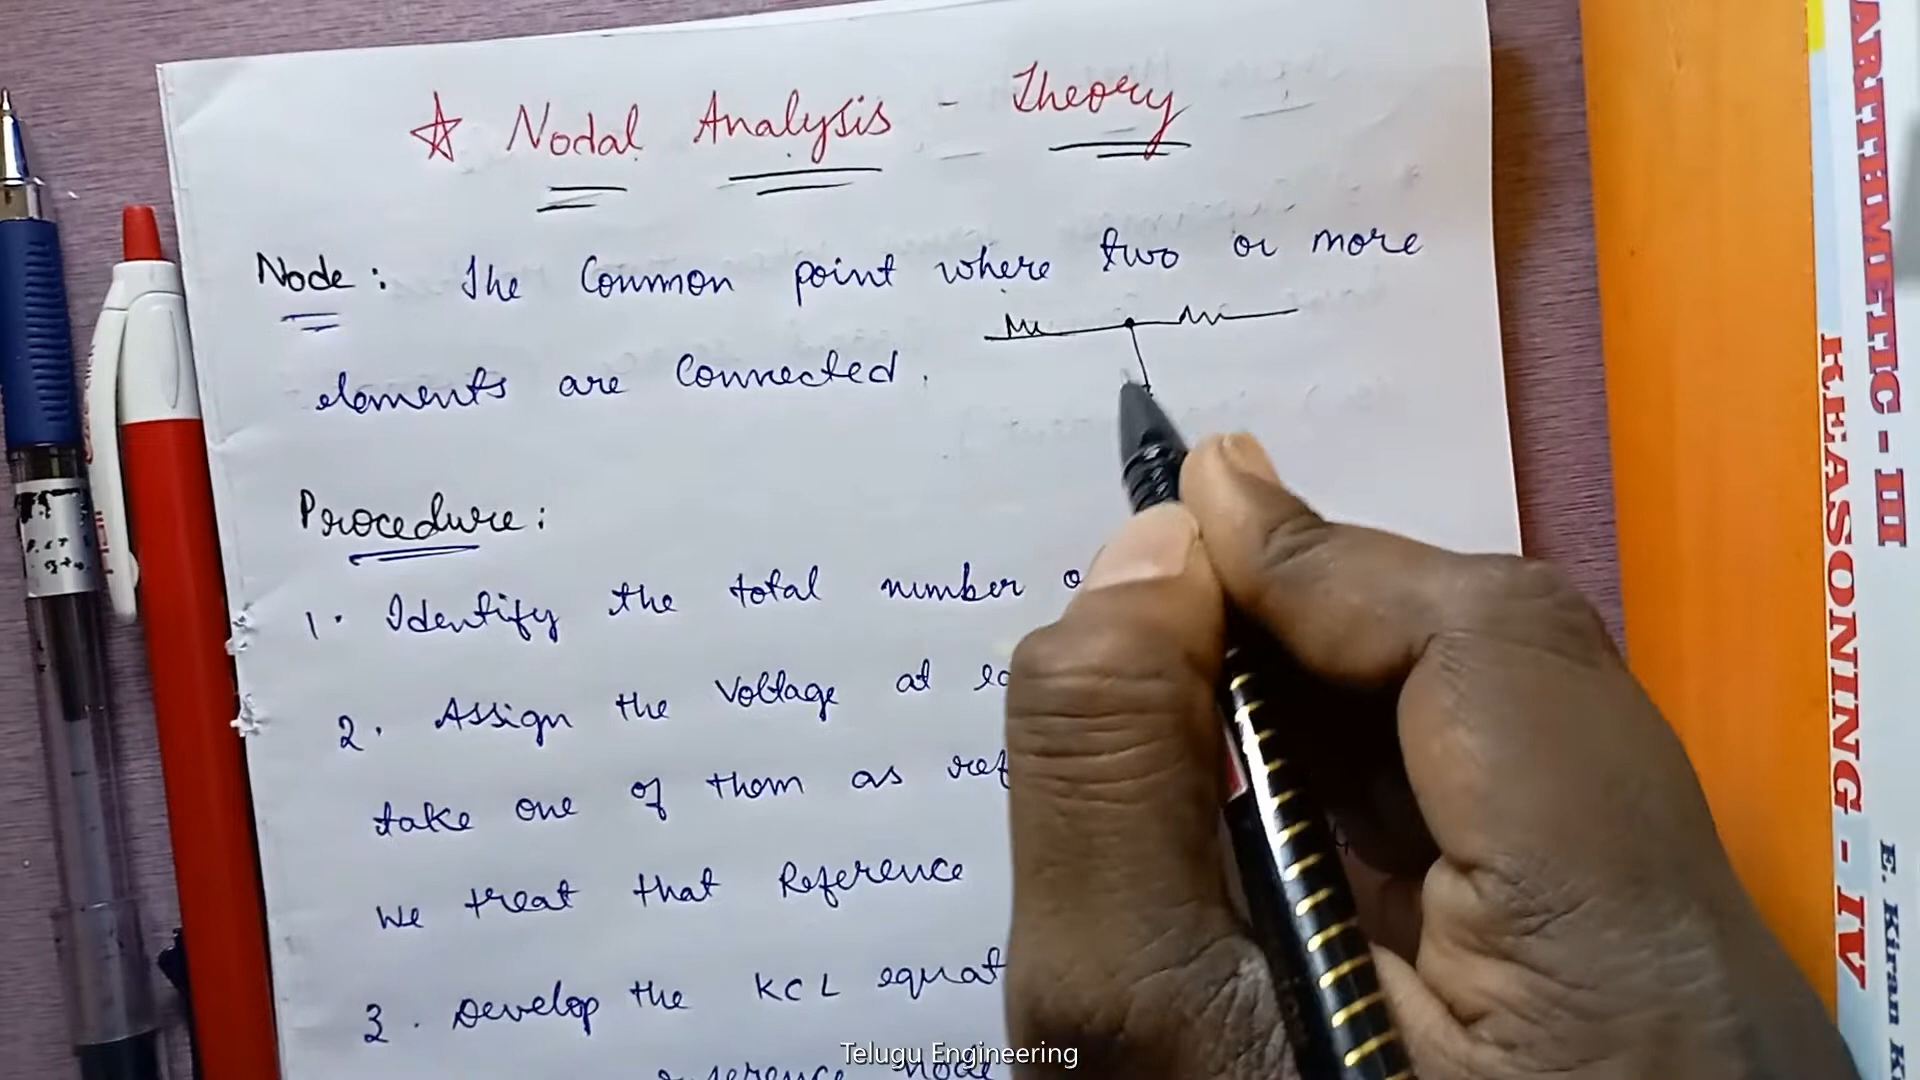 ☆ Nodal Analysis - Theory
Node : The Common point where two or more
elements are Connected.
Procedure :
1. Identify the total number
2. Assign the Voltage at
take one of them as
We treat that Reference
3. Develop the KCL
node
Telugu Engineering
ARITHMETIC - III
REASONING - IV
E. Kiran